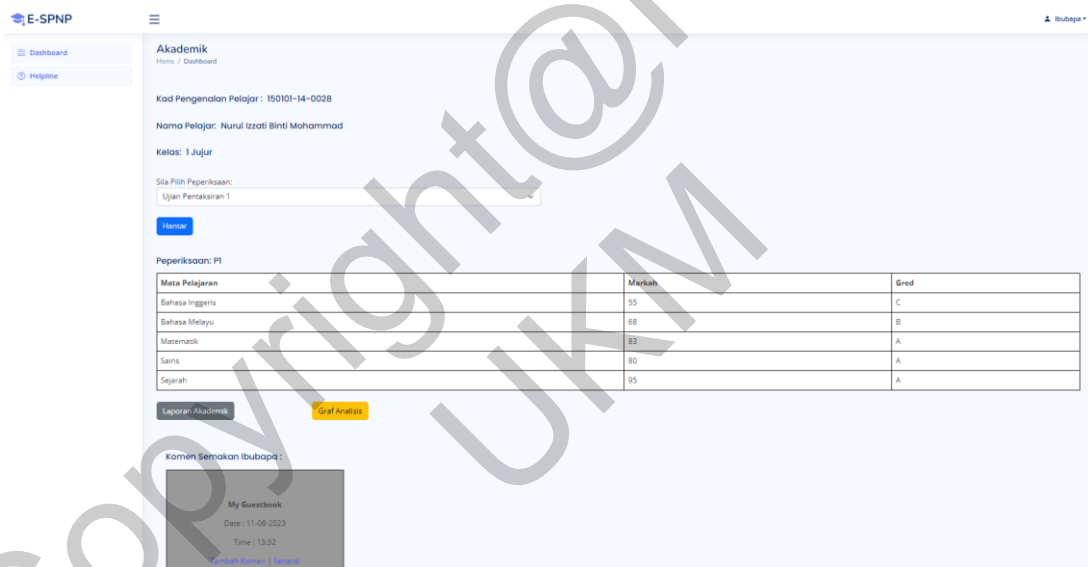 E-SPNP
Ibubapa
Dashboard
Helpline
Akademik
Home / Dashboard
Kad Pengenalan Pelajar : 150101-14-0028
Nama Pelajar: Nurul Izzati Binti Mohammad
Kelas: 1 Jujur
Sila Pilih Peperiksaan:
Ujian Pentaksiran 1
Hantar
Peperiksaan: P1
Mata Pelajaran Markah Gred
Bahasa Inggeris 55 C
Bahasa Melayu 68 B
Matematik 83 A
Sains 80 A
Sejarah 95 A
Laporan Akademik Graf Analisis
Komen Semakan Ibubapa :
My Guestbook
Date : 11-08-2023
Time : 13:32
Tambah Komen | Senarai
Copyright@
UKM